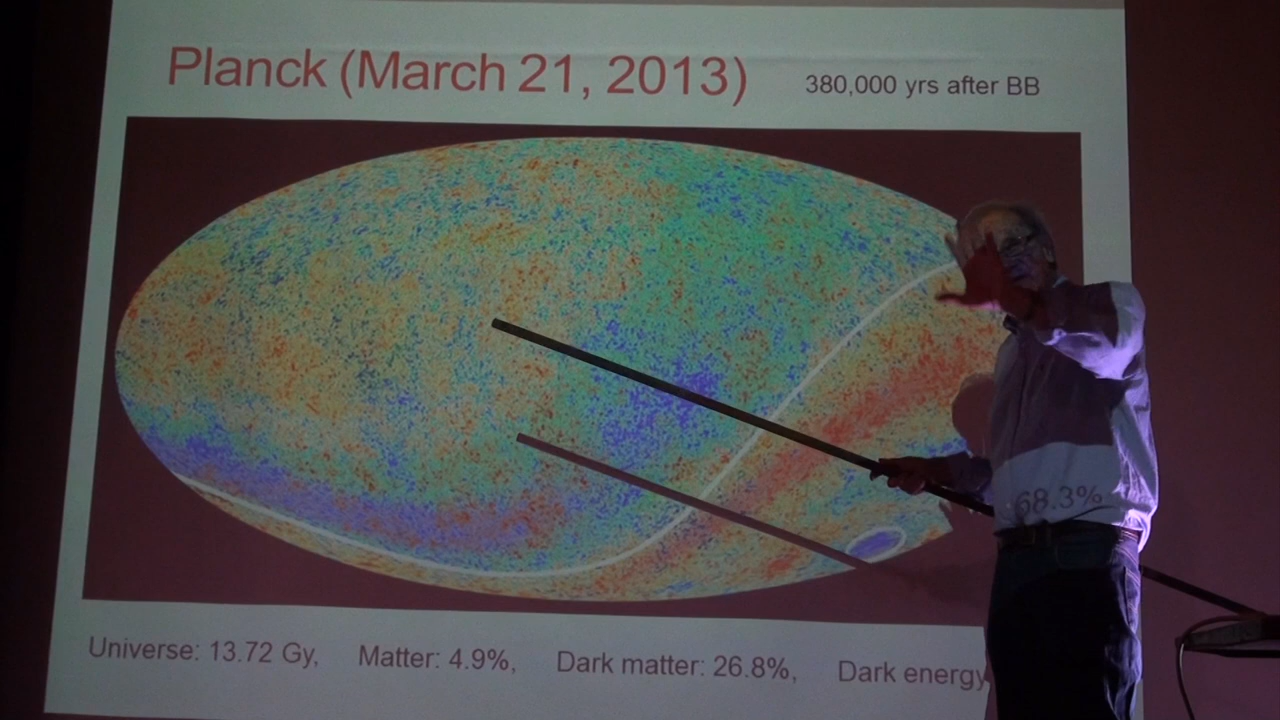 Planck (March 21, 2013) 380,000 yrs after BB
Universe: 13.72 Gy, Matter: 4.9%, Dark matter: 26.8%, Dark energy
68.3%